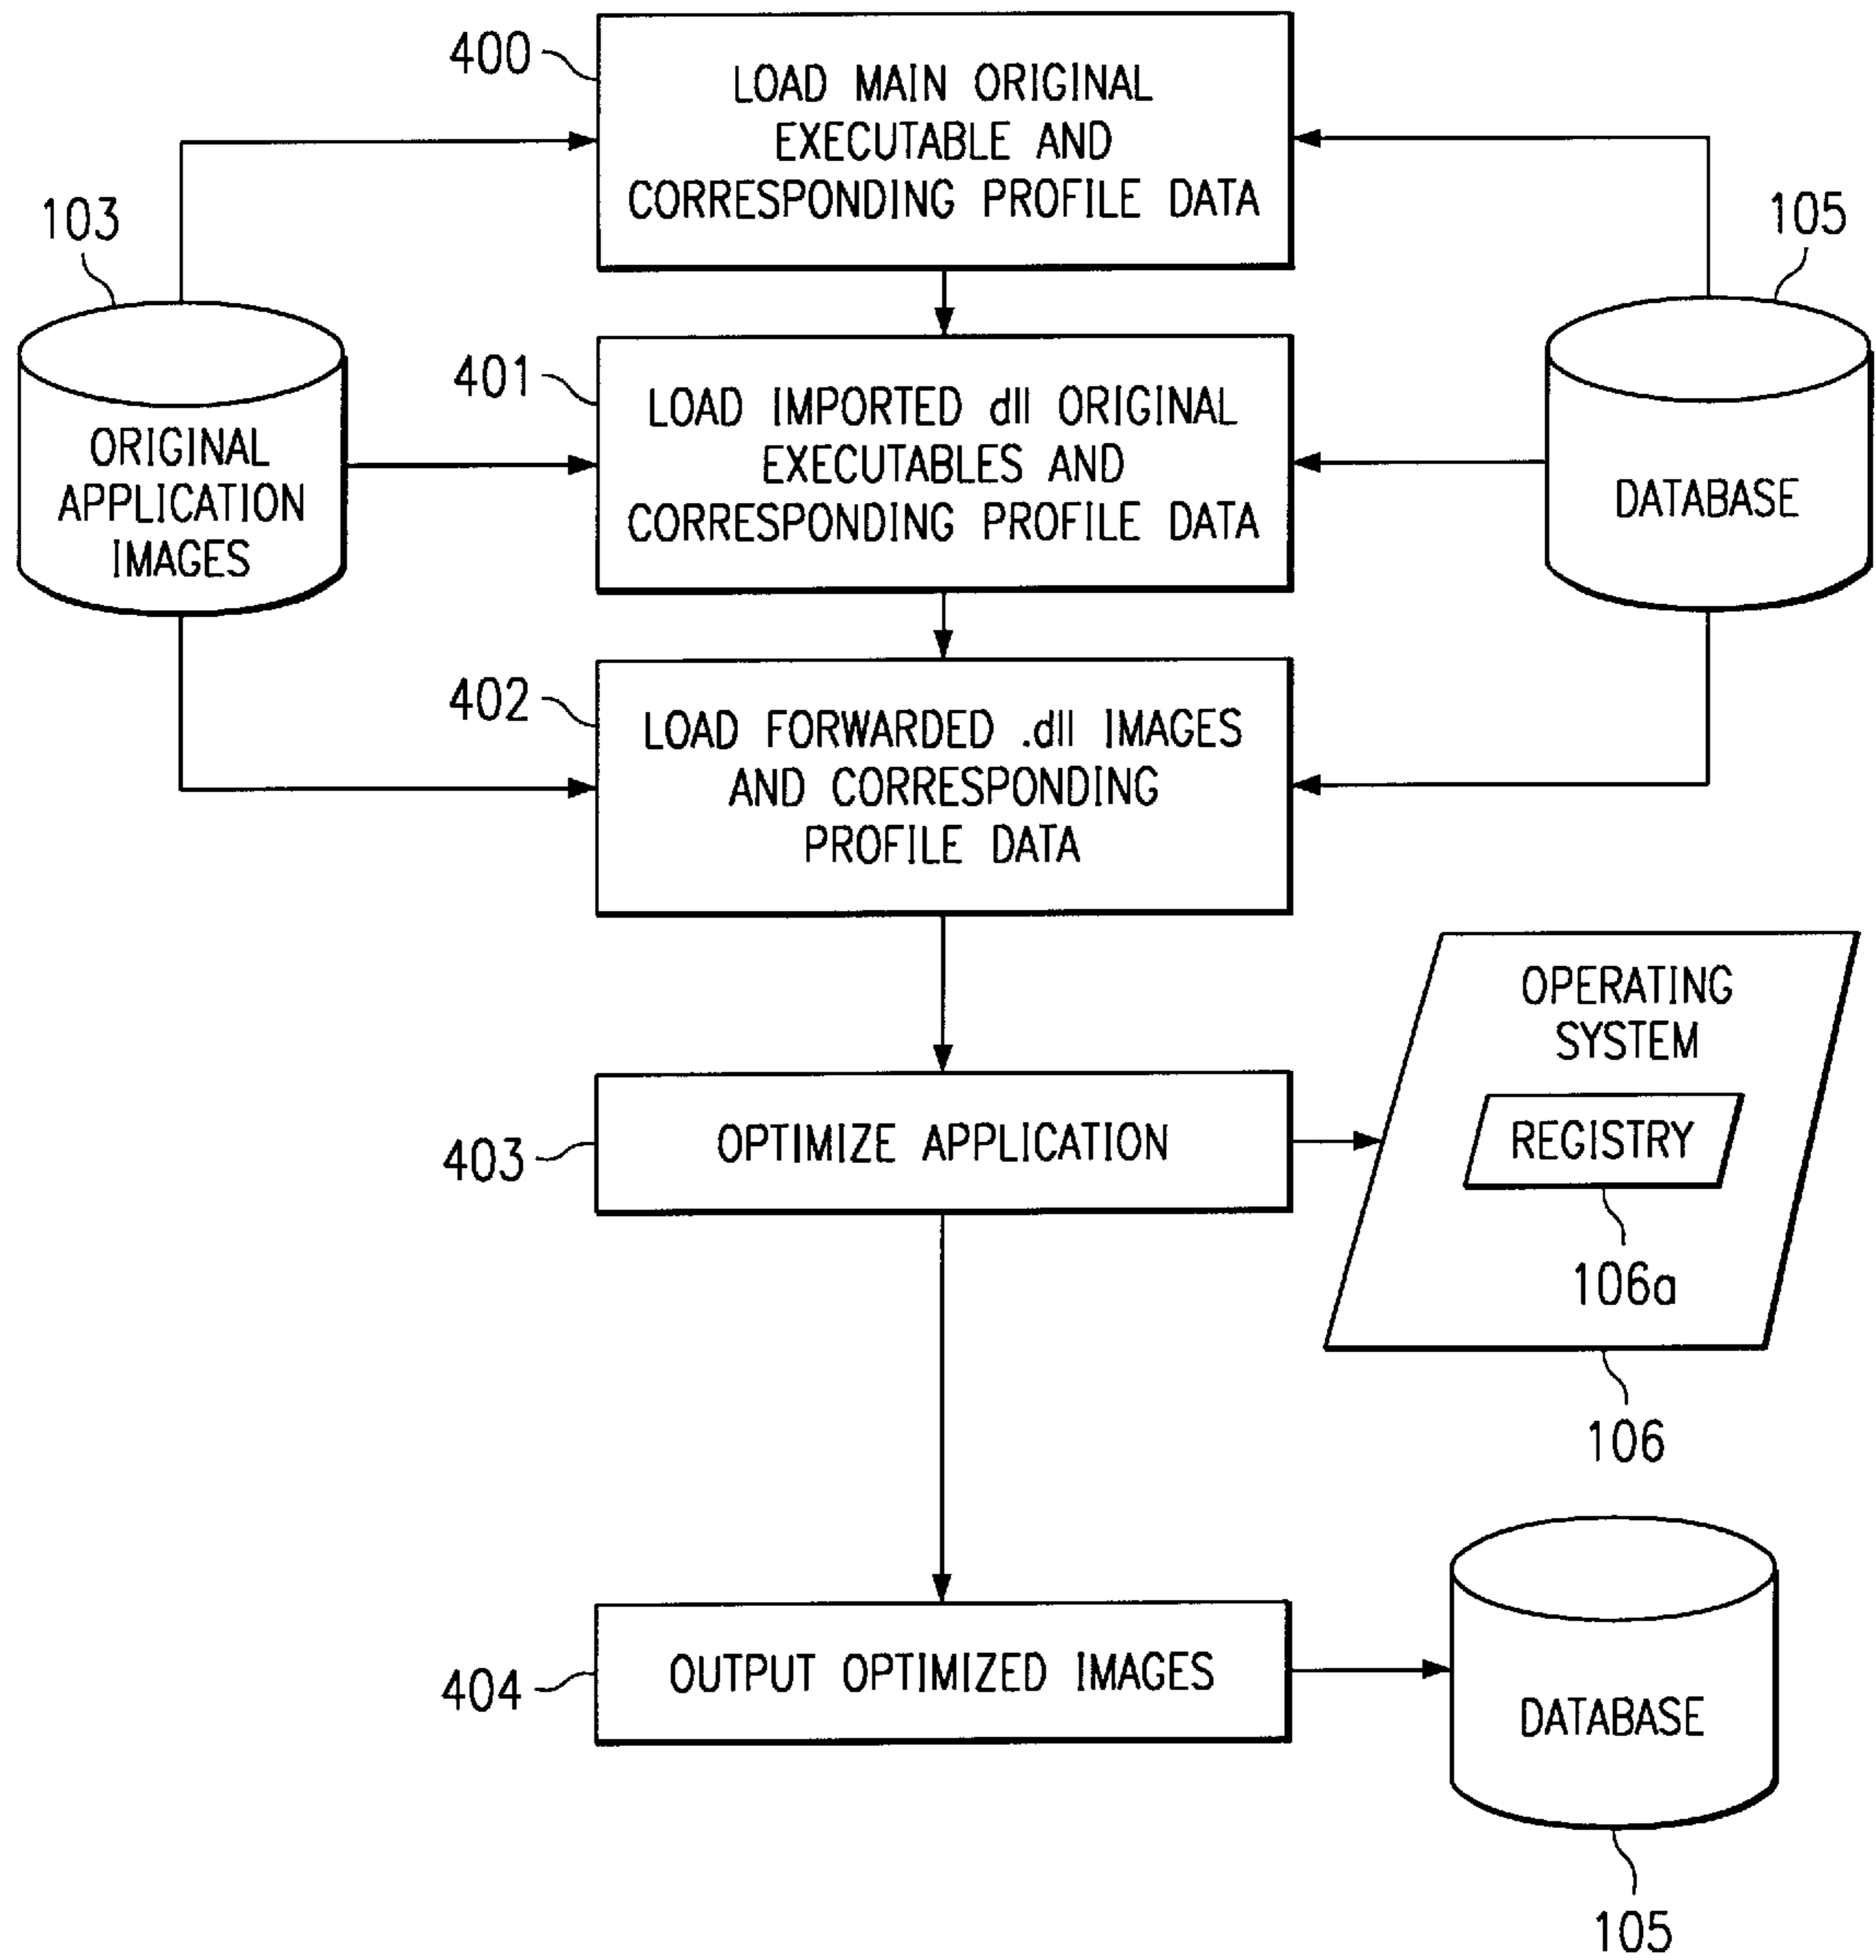 400
LOAD MAIN ORIGINAL
EXECUTABLE AND
CORRESPONDING PROFILE DATA
103
ORIGINAL
APPLICATION
IMAGES
105
DATABASE
401
LOAD IMPORTED dll ORIGINAL
EXECUTABLES AND
CORRESPONDING PROFILE DATA
402
LOAD FORWARDED .dll IMAGES
AND CORRESPONDING
PROFILE DATA
403
OPTIMIZE APPLICATION
OPERATING
SYSTEM
REGISTRY
106a
106
404
OUTPUT OPTIMIZED IMAGES
DATABASE
105